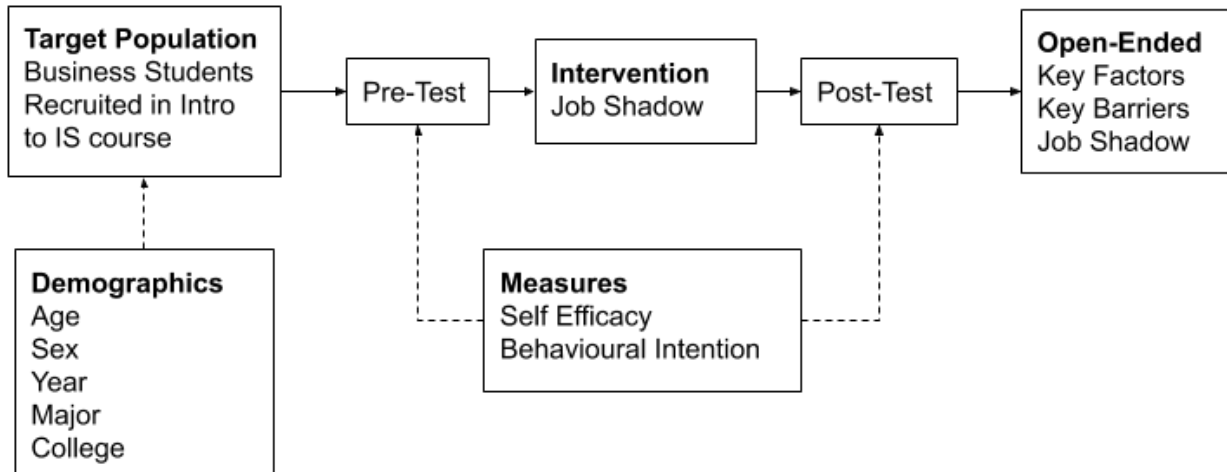 Target Population
Business Students
Recruited in Intro
to IS course
Pre-Test
Intervention
Job Shadow
Post-Test
Open-Ended
Key Factors
Key Barriers
Job Shadow
Demographics
Age
Sex
Year
Major
College
Measures
Self Efficacy
Behavioural Intention